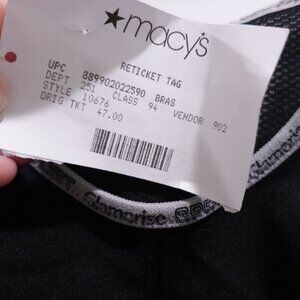 macy's
RETICKET TAG
UPC 889902022590 BRAS
DEPT 251 CLASS 94 VENDOR 902
STYLE 10676
ORIG TKT 47.00
Glamorise SPORT